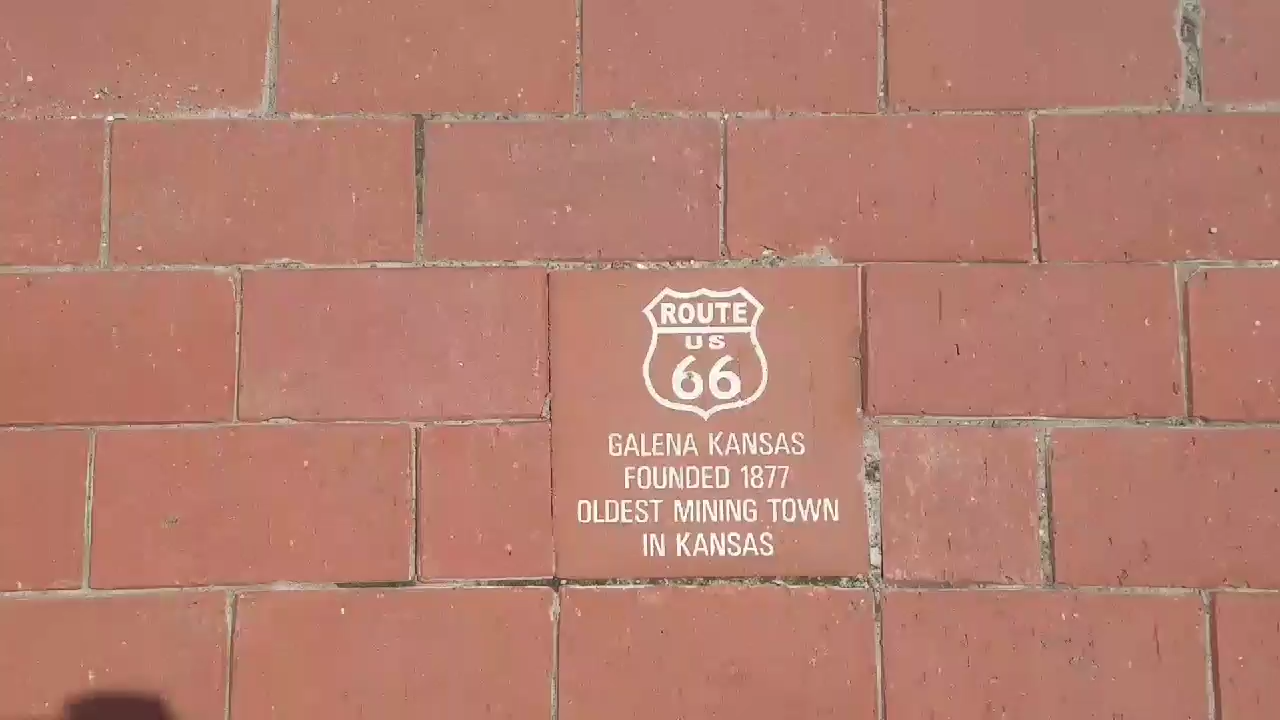 ROUTE
US
66
GALENA KANSAS
FOUNDED 1877
OLDEST MINING TOWN
IN KANSAS